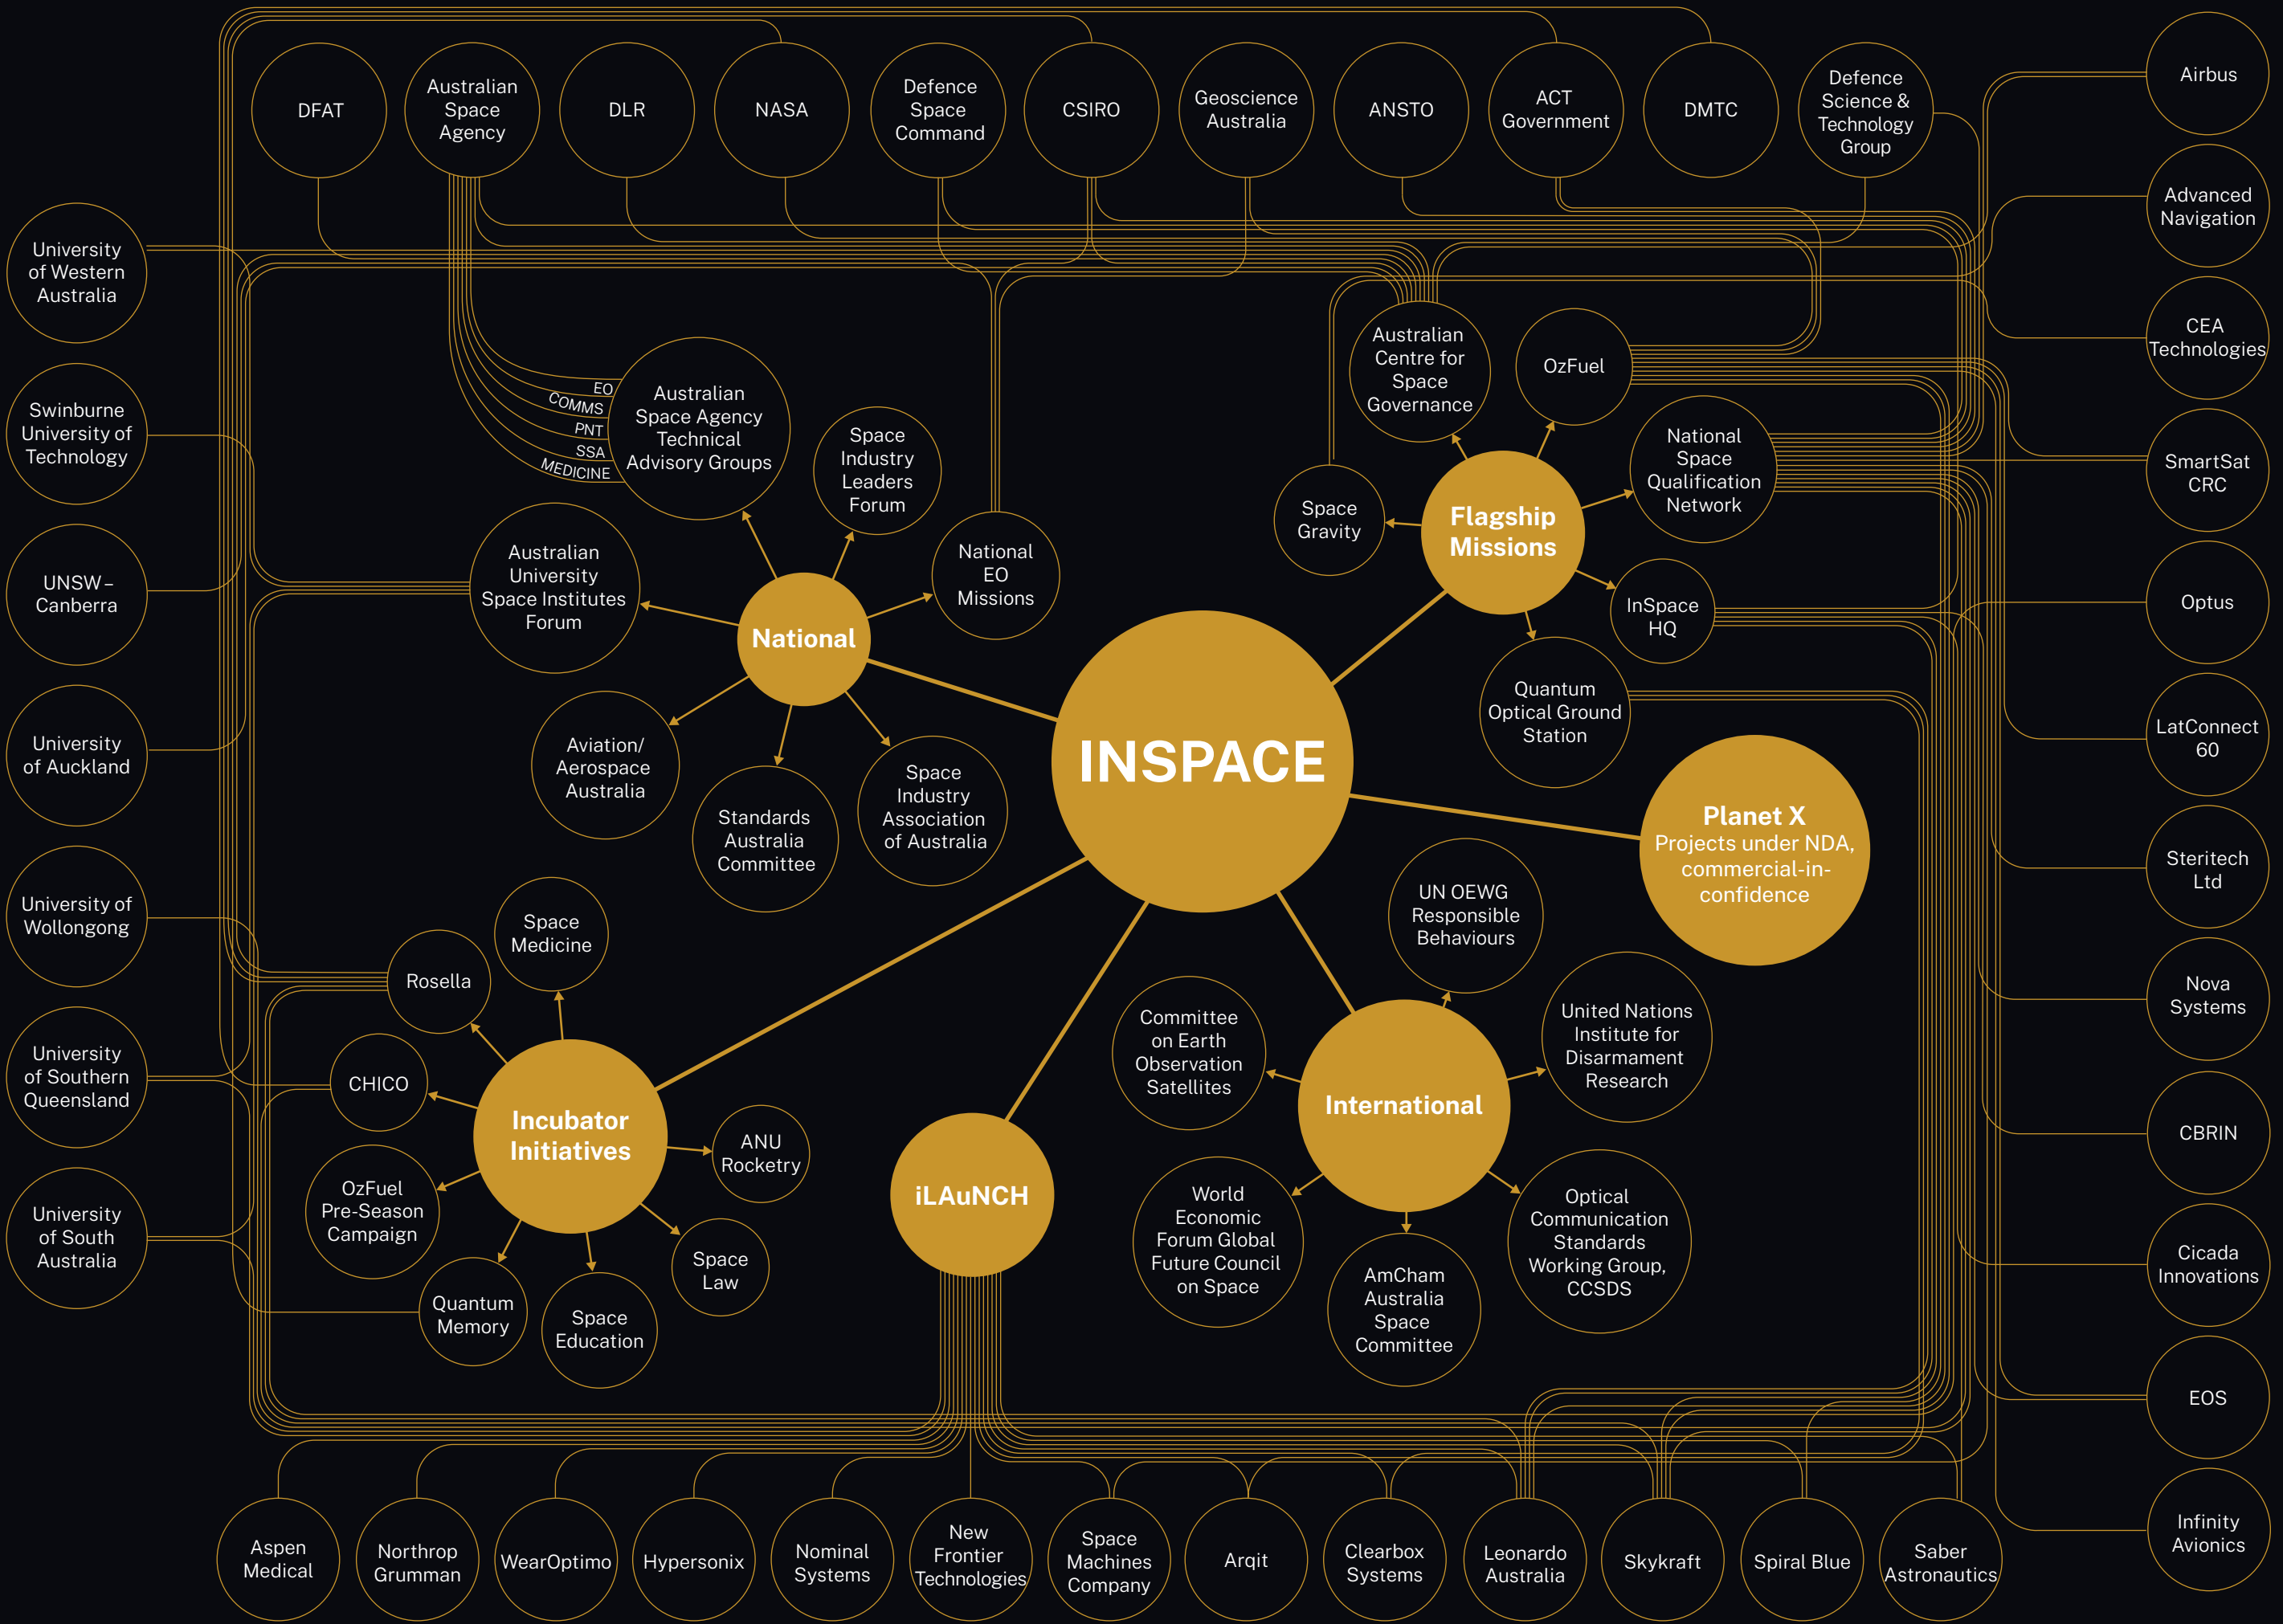 DFAT
Australian
Space
Agency
DLR
NASA
Defence
Space
Command
CSIRO
Geoscience
Australia
ANSTO
ACT
Government
DMTC
Defence
Science &
Technology
Group
Airbus
Advanced
Navigation
CEA
Technologies
SmartSat
CRC
Optus
LatConnect
60
Steritech
Ltd
Nova
Systems
CBRIN
Cicada
Innovations
EOS
Infinity
Avionics
University
of Western
Australia
Swinburne
University of
Technology
UNSW –
Canberra
University
of Auckland
University of
Wollongong
University
of Southern
Queensland
University
of South
Australia
EO
COMMS
PNT
SSA
MEDICINE
Australian
Space Agency
Technical
Advisory Groups
Space
Industry
Leaders
Forum
National
EO
Missions
Australian
University
Space Institutes
Forum
National
Aviation/
Aerospace
Australia
Standards
Australia
Committee
Space
Industry
Association
of Australia
Australian
Centre for
Space
Governance
OzFuel
National
Space
Qualification
Network
Space
Gravity
Flagship
Missions
InSpace
HQ
Quantum
Optical Ground
Station
INSPACE
Planet X
Projects under NDA,
commercial-in-
confidence
Space
Medicine
Rosella
CHICO
Incubator
Initiatives
ANU
Rocketry
OzFuel
Pre-Season
Campaign
Space
Law
Quantum
Memory
Space
Education
iLAuNCH
UN OEWG
Responsible
Behaviours
Committee
on Earth
Observation
Satellites
United Nations
Institute for
Disarmament
Research
International
World
Economic
Forum Global
Future Council
on Space
Optical
Communication
Standards
Working Group,
CCSDS
AmCham
Australia
Space
Committee
Aspen
Medical
Northrop
Grumman
WearOptimo
Hypersonix
Nominal
Systems
New
Frontier
Technologies
Space
Machines
Company
Arqit
Clearbox
Systems
Leonardo
Australia
Skykraft
Spiral Blue
Saber
Astronautics